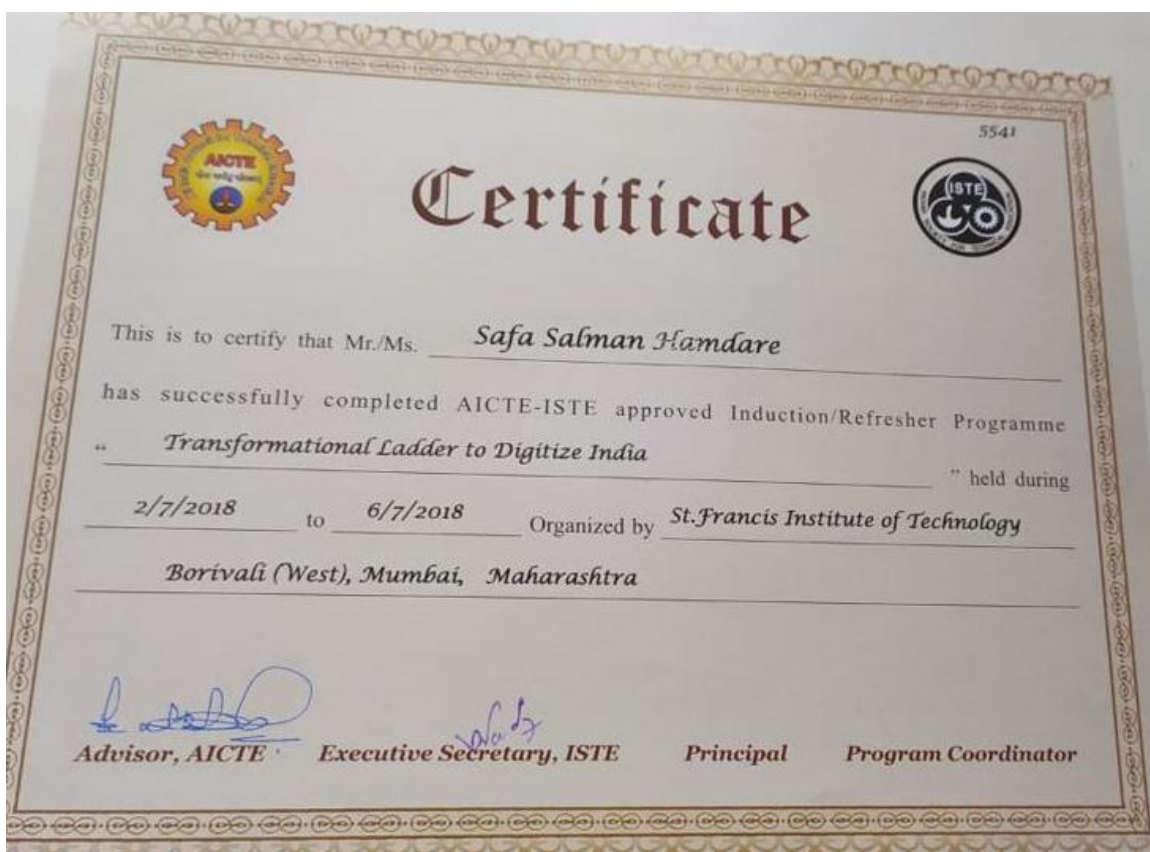 5541
AICTE
ISTE
Certificate
This is to certify that Mr./Ms. Safa Salman Hamdare
has successfully completed AICTE-ISTE approved Induction/Refresher Programme
“ Transformational Ladder to Digitize India ” held during
2/7/2018 to 6/7/2018 Organized by St.Francis Institute of Technology
Borivali (West), Mumbai, Maharashtra
Advisor, AICTE Executive Secretary, ISTE Principal Program Coordinator